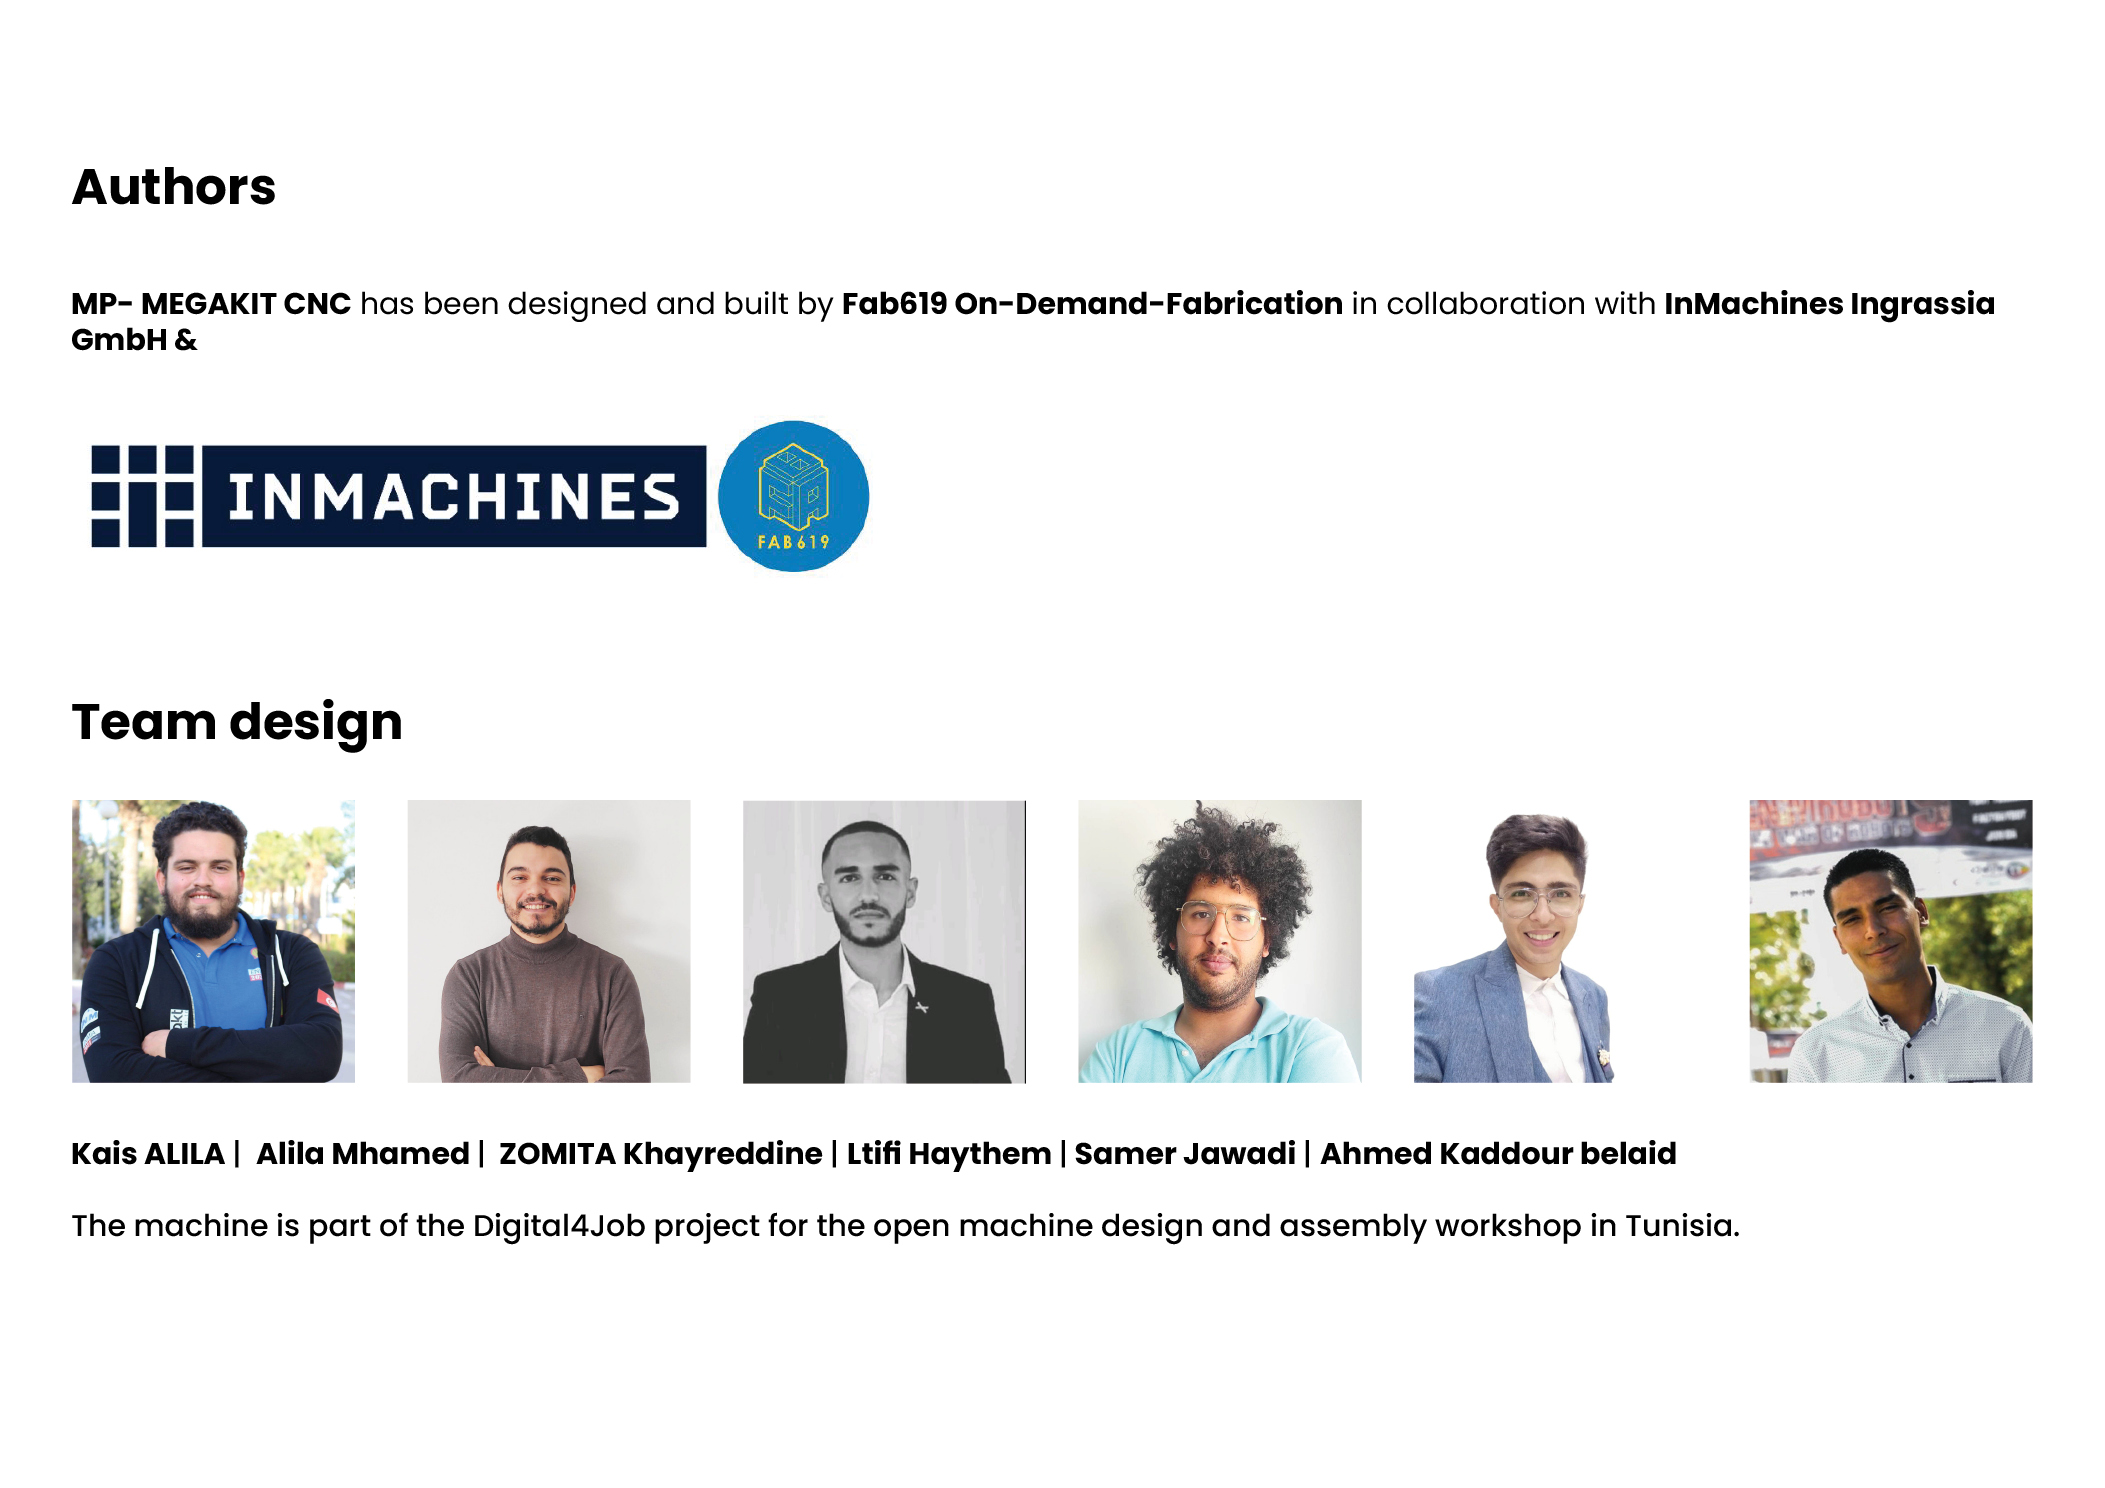 Authors
MP- MEGAKIT CNC has been designed and built by Fab619 On-Demand-Fabrication in collaboration with InMachines Ingrassia
GmbH &
INMACHINES
FAB619
Team design
Kais ALILA | Alila Mhamed | ZOMITA Khayreddine | Ltifi Haythem | Samer Jawadi | Ahmed Kaddour belaid
The machine is part of the Digital4Job project for the open machine design and assembly workshop in Tunisia.